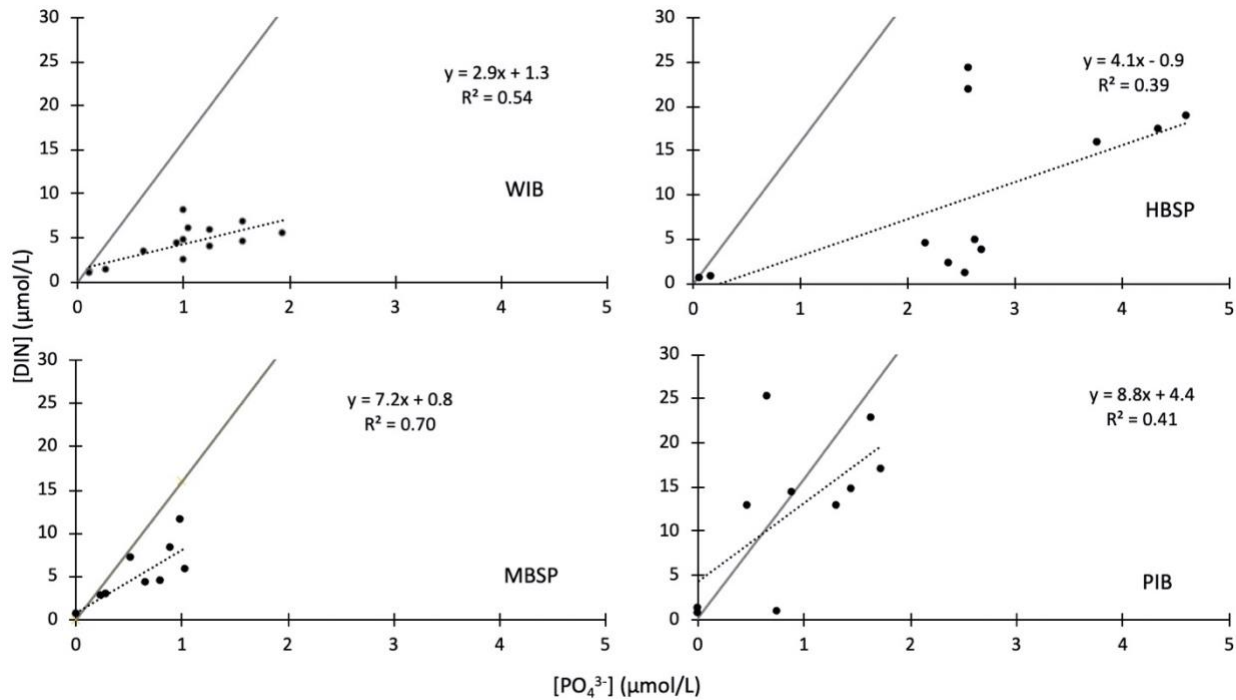 30
25
20
15
10
5
0
0 1 2 3 4 5
y = 2.9x + 1.3
R² = 0.54
WIB
30
25
20
15
10
5
0
0 1 2 3 4 5
y = 4.1x - 0.9
R² = 0.39
HBSP
[DIN] (µmol/L)
30
25
20
15
10
5
0
0 1 2 3 4 5
y = 7.2x + 0.8
R² = 0.70
MBSP
30
25
20
15
10
5
0
0 1 2 3 4 5
y = 8.8x + 4.4
R² = 0.41
PIB
[PO₄³⁻] (µmol/L)